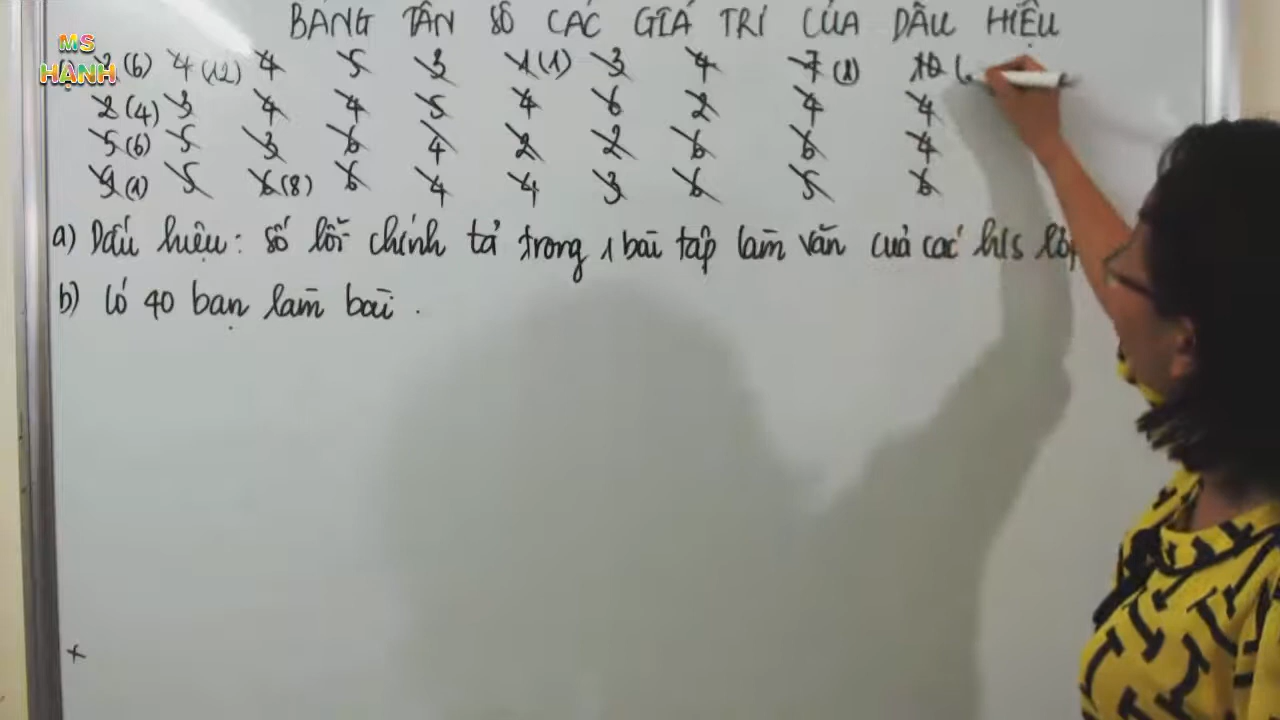 MS HẠNH
BẢNG TẦN SỐ CÁC GIÁ TRỊ CỦA DẤU HIỆU
(6) 4 (12) 4 5 3 1 (1) 3 4 7 (1) 10 (
2 (4) 3 4 4 5 4 6 2 4 4
5 (6) 5 3 6 4 2 2 6 6 4
9 (1) 5 6 (8) 6 4 4 3 6 5 6
a) Dấu hiệu: số lỗi chính tả trong 1 bài tập làm văn của các h/s lớp
b) Có 40 bạn làm bài.
+